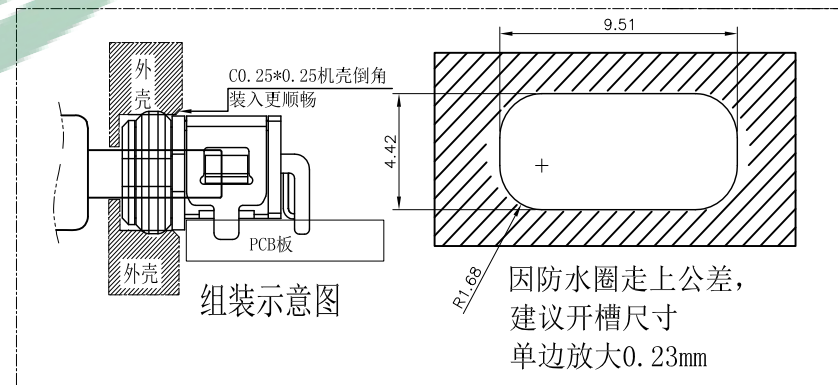 外
壳
C0.25*0.25机壳倒角
装入更顺畅
9.51
4.42
R1.68
PCB板
外壳
组装示意图
因防水圈走上公差，
建议开槽尺寸
单边放大0.23mm